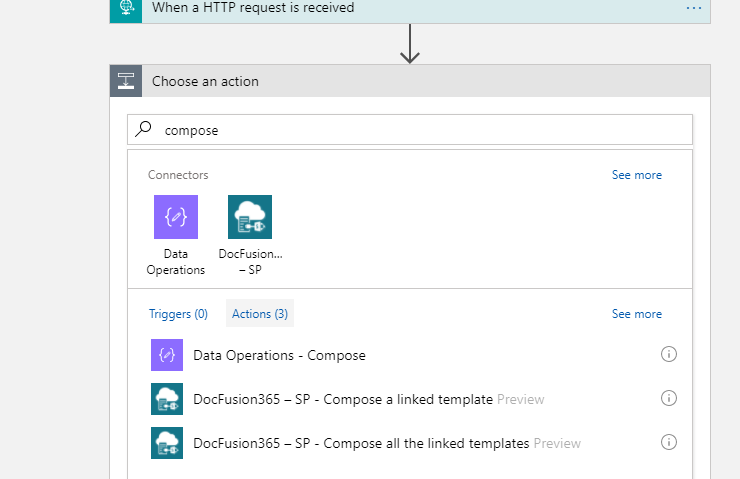 When a HTTP request is received
Choose an action
compose
Connectors
See more
Data
Operations
DocFusion...
– SP
Triggers (0)
Actions (3)
See more
Data Operations - Compose
DocFusion365 – SP - Compose a linked template Preview
DocFusion365 – SP - Compose all the linked templates Preview